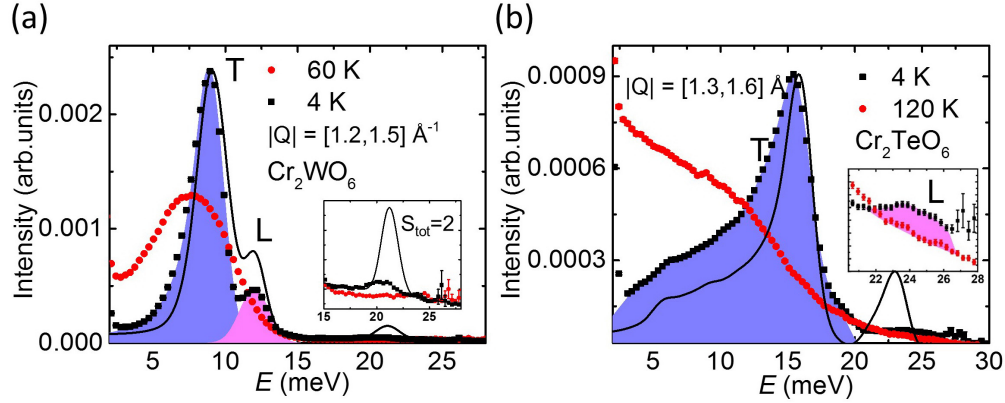 (a)
T
L
60 K
4 K
|Q| = [1.2,1.5] Å-1
Cr2WO6
Stot=2
15 20 25
0.002
0.001
0.000
Intensity (arb.units)
5 10 15 20 25
E (meV)
(b)
|Q| = [1.3,1.6] Å
4 K
120 K
Cr2TeO6
T
L
22 24 26 28
0.0009
0.0006
0.0003
Intensity (arb.units)
5 10 15 20 25 30
E (meV)